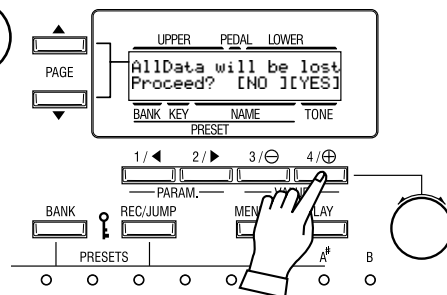 UPPER PEDAL LOWER
PAGE
AllData will be lost
Proceed? [NO ][YES]
BANK KEY NAME TONE
PRESET
1/◀ 2/▶ 3/⊖ 4/⊕
PARAM.
BANK REC/JUMP
PRESETS A# B